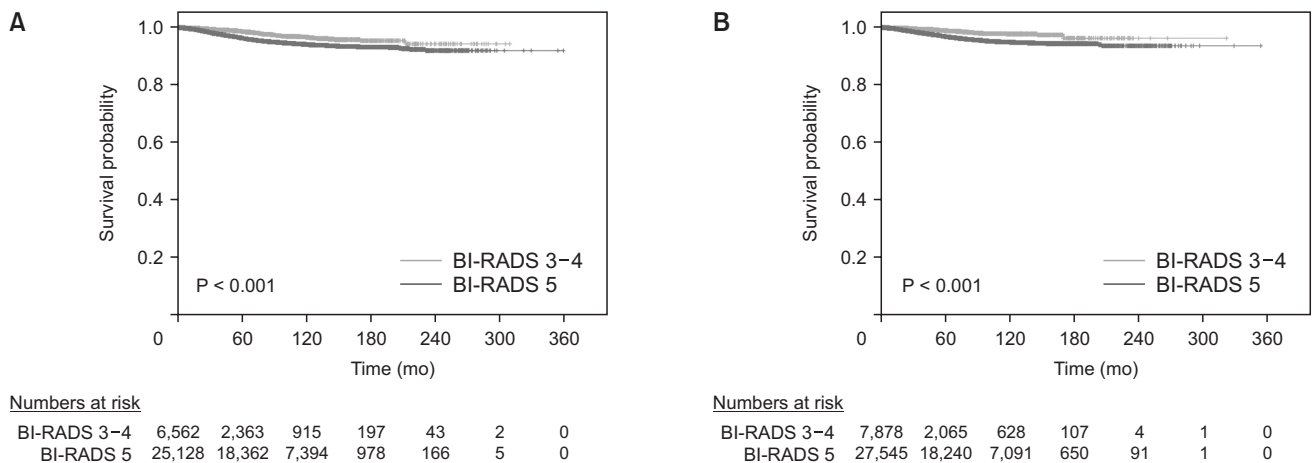 A
Survival probability
1.0
0.8
0.6
0.4
0.2
0 60 120 180 240 300 360
Time (mo)
P < 0.001
BI-RADS 3−4
BI-RADS 5
Numbers at risk
BI-RADS 3−4 6,562 2,363 915 197 43 2 0
BI-RADS 5 25,128 18,362 7,394 978 166 5 0
B
Survival probability
1.0
0.8
0.6
0.4
0.2
0 60 120 180 240 300 360
Time (mo)
P < 0.001
BI-RADS 3−4
BI-RADS 5
Numbers at risk
BI-RADS 3−4 7,878 2,065 628 107 4 1 0
BI-RADS 5 27,545 18,240 7,091 650 91 1 0